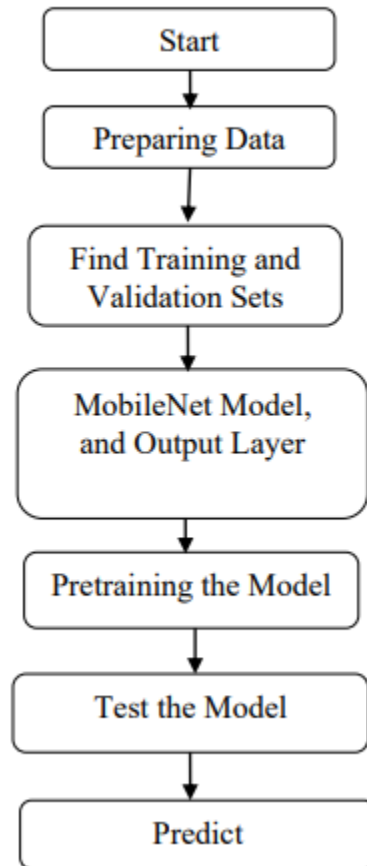 Start
Preparing Data
Find Training and
Validation Sets
MobileNet Model,
and Output Layer
Pretraining the Model
Test the Model
Predict